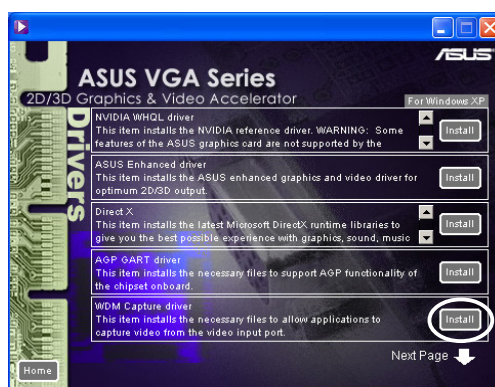 ASUS
ASUS VGA Series
2D/3D Graphics & Video Accelerator
For Windows XP
Drivers
NVIDIA WHQL driver
This item installs the NVIDIA reference driver. WARNING: Some
features of the ASUS graphics card are not supported by the
Install
ASUS Enhanced driver
This item installs the ASUS enhanced graphics and video driver for
optimum 2D/3D output.
Install
Direct X
This item installs the latest Microsoft DirectX runtime libraries to
give you the best possible experience with graphics, sound, music
Install
AGP GART driver
This item installs the necessary files to support AGP functionality of
the chipset onboard.
Install
WDM Capture driver
This item installs the necessary files to allow applications to
capture video from the video input port.
Install
Next Page
Home